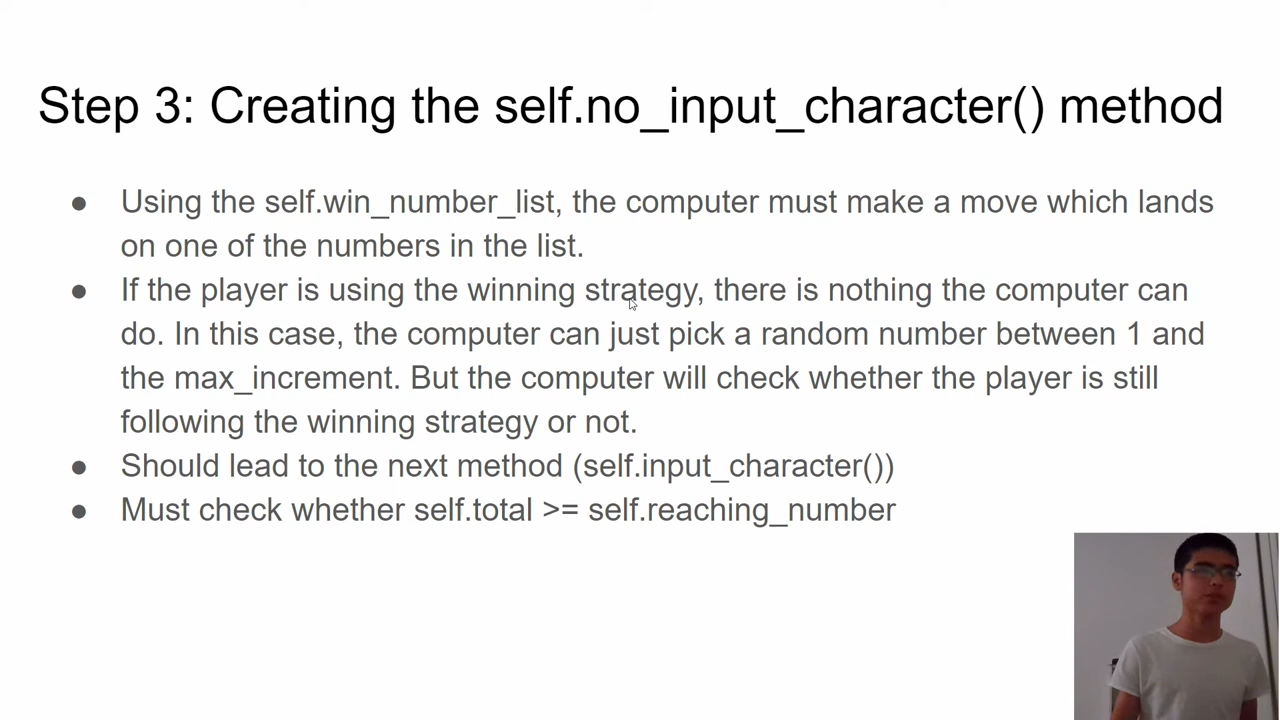 Step 3: Creating the self.no_input_character() method
● Using the self.win_number_list, the computer must make a move which lands
on one of the numbers in the list.
● If the player is using the winning strategy, there is nothing the computer can
do. In this case, the computer can just pick a random number between 1 and
the max_increment. But the computer will check whether the player is still
following the winning strategy or not.
● Should lead to the next method (self.input_character())
● Must check whether self.total >= self.reaching_number